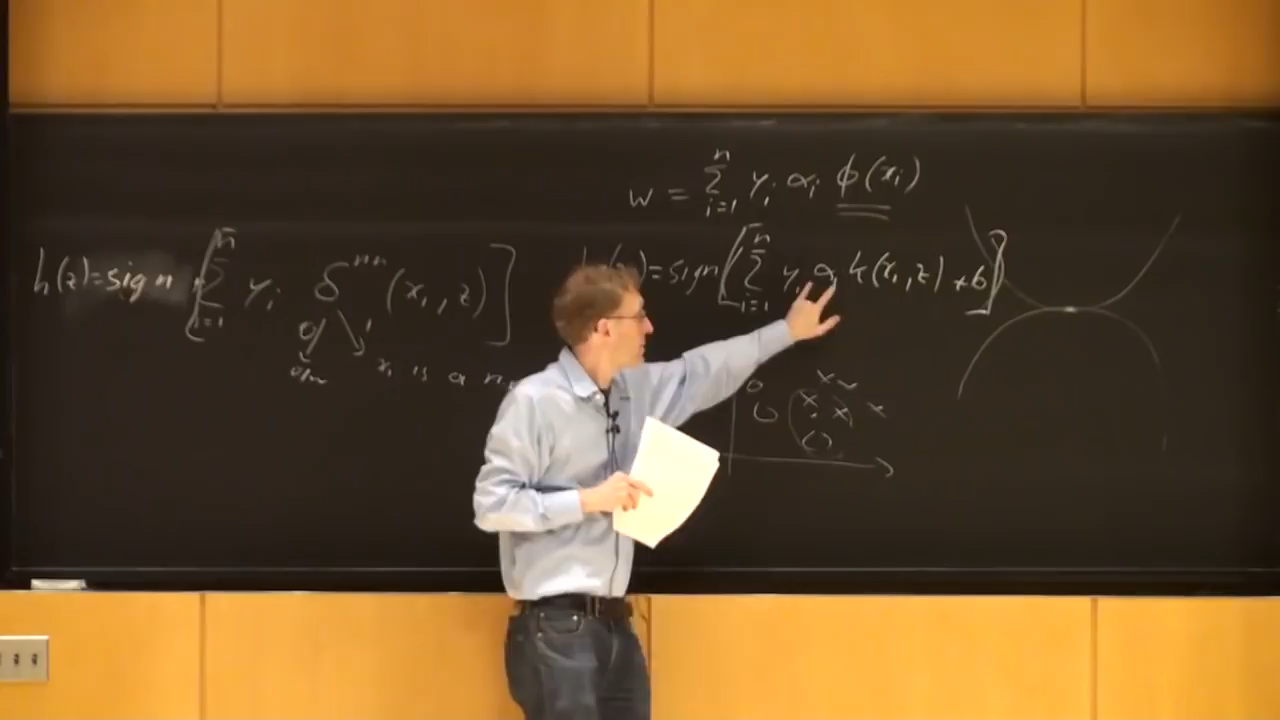 w = Σ_{i=1}^{n} y_i α_i φ(x_i)
h(z)=sign [Σ_{i=1}^{n} y_i δ^{nn} (x_i, z)]
(z)=sign [Σ_{i=1}^{n} y_i α_i k(x_i, z) + b]
0 1
x_i is a